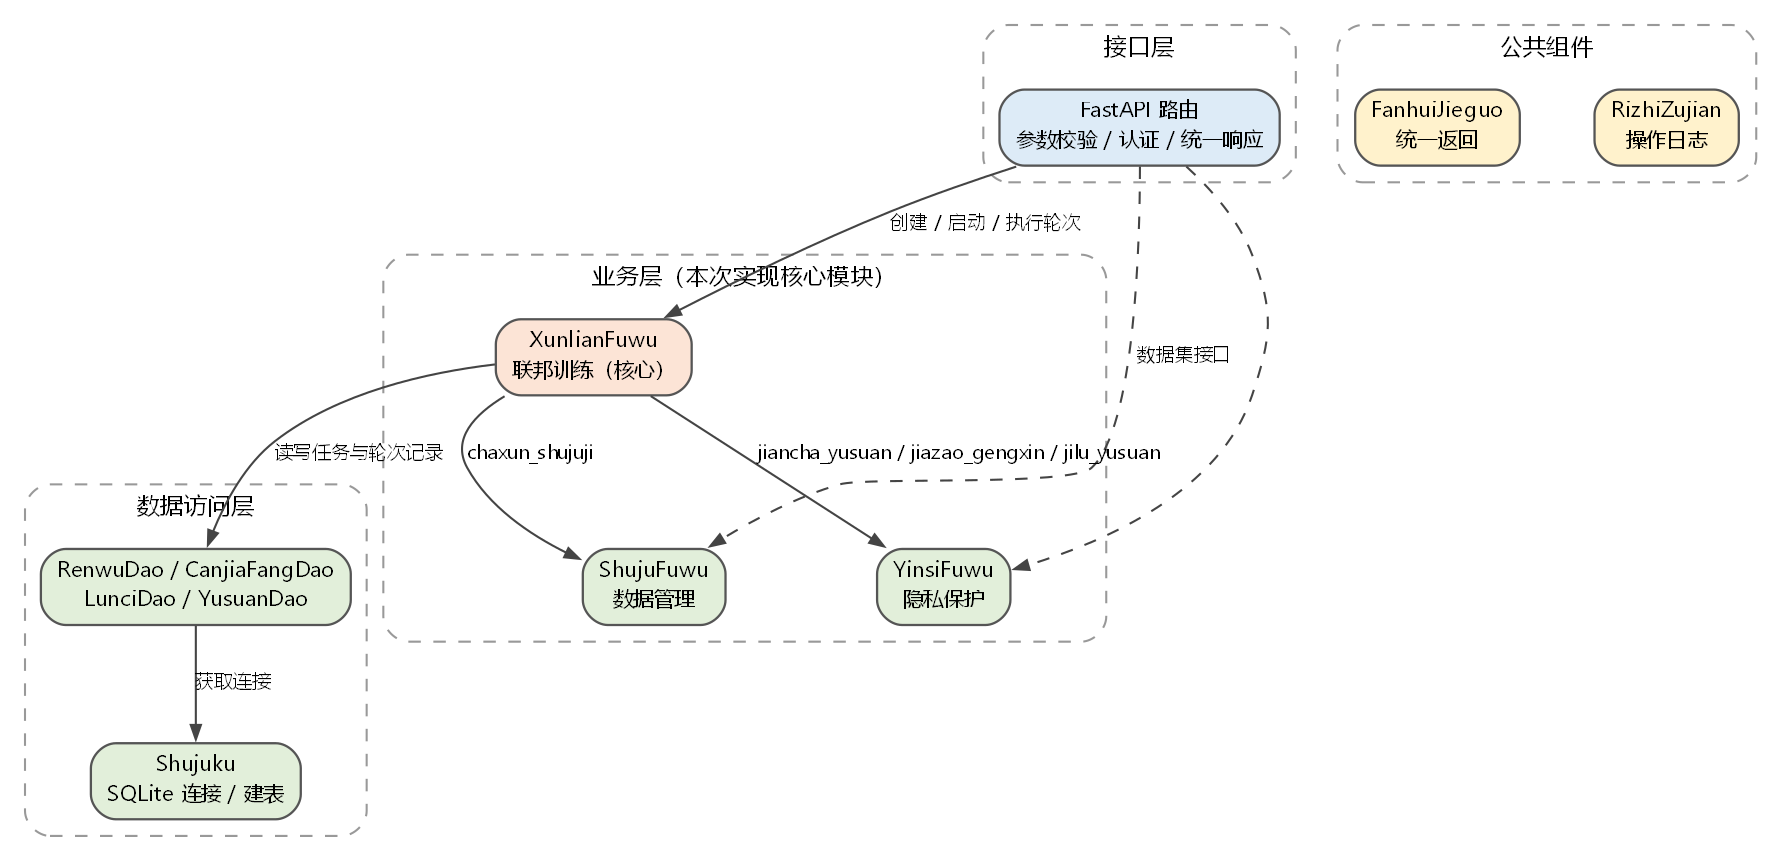 接口层
公共组件
FastAPI 路由
参数校验 / 认证 / 统一响应
FanhuiJieguo
统一返回
RizhiZujian
操作日志
创建 / 启动 / 执行轮次
业务层（本次实现核心模块）
XunlianFuwu
联邦训练（核心）
数据集接口
读写任务与轮次记录
chaxun_shujuji
jiancha_yusuan / jiazao_gengxin / jilu_yusuan
数据访问层
RenwuDao / CanjiaFangDao
LunciDao / YusuanDao
ShujuFuwu
数据管理
YinsiFuwu
隐私保护
获取连接
Shujuku
SQLite 连接 / 建表